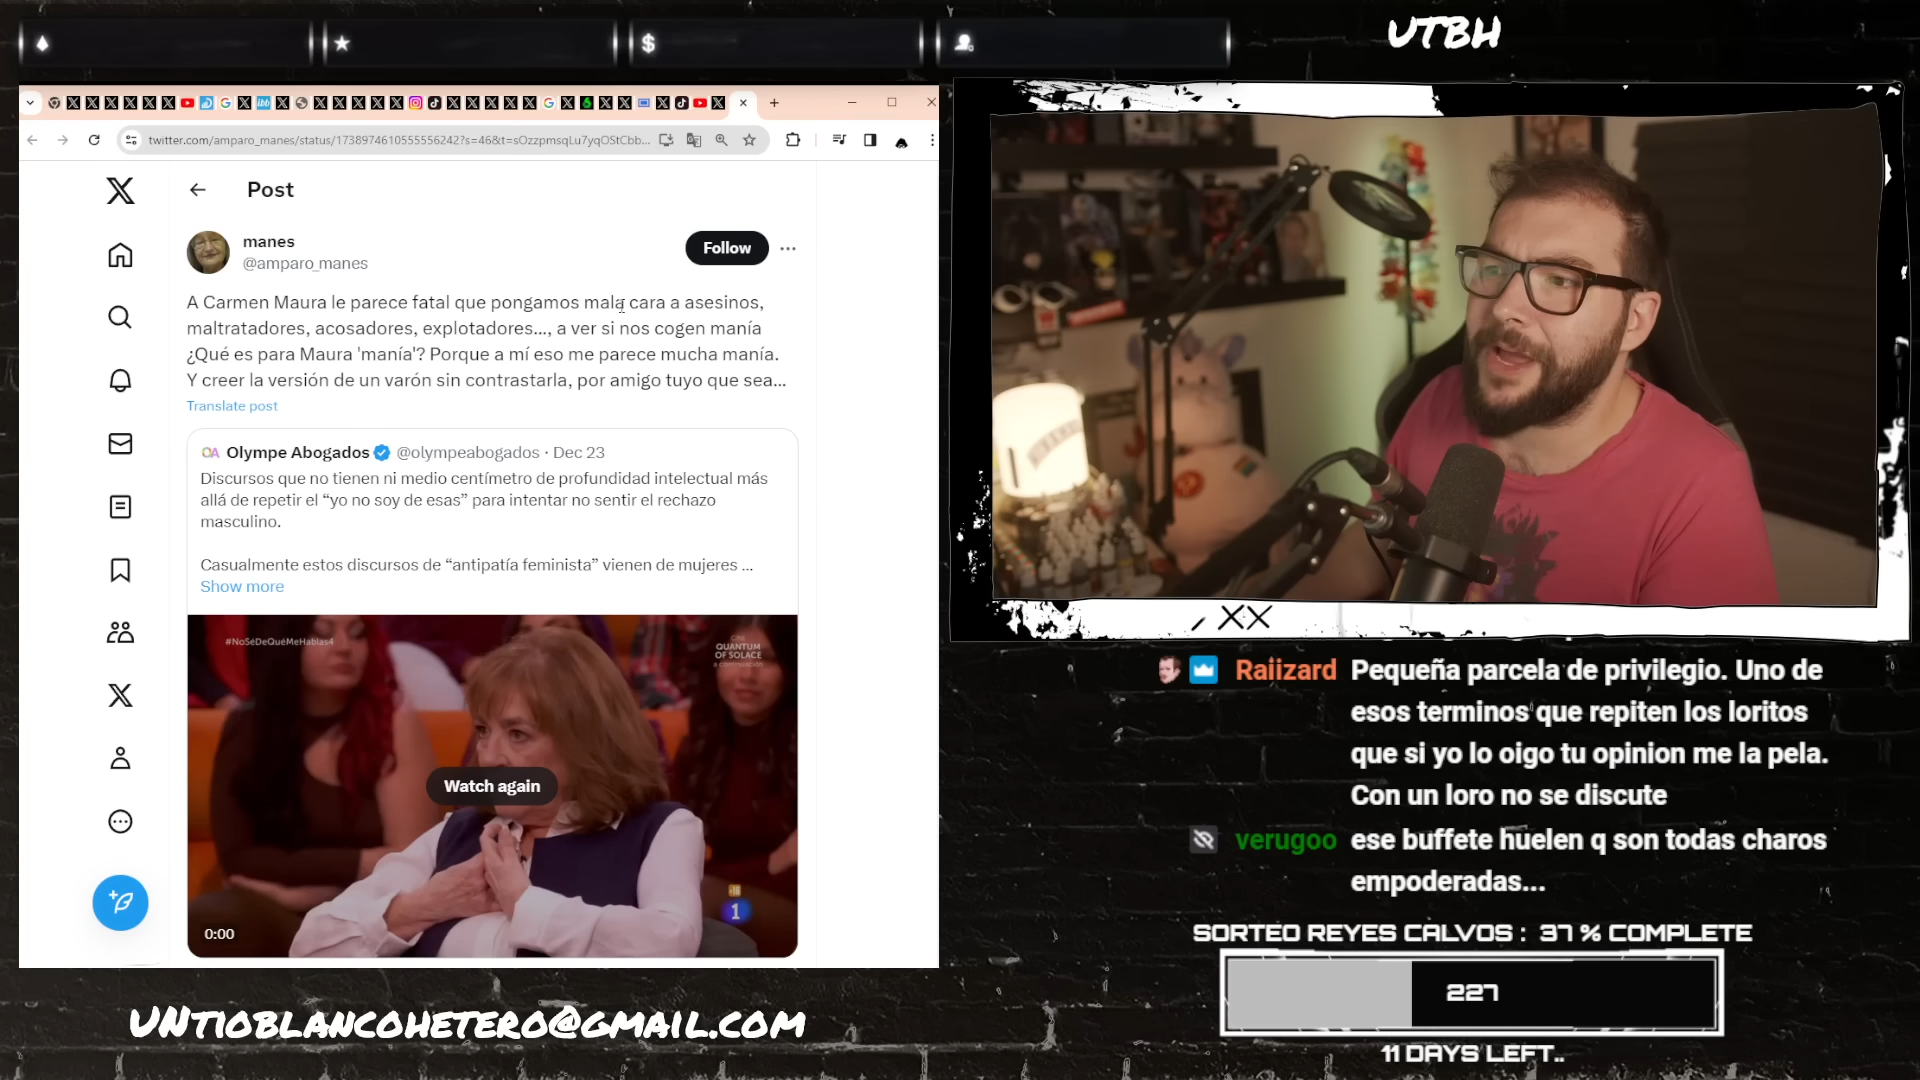 UTBH
twitter.com/amparo_manes/status/1738974610555556242?s=46&t=sOzzpmsqLu7yqOStCbb...
Post
manes
@amparo_manes
Follow
A Carmen Maura le parece fatal que pongamos mala cara a asesinos,
maltratadores, acosadores, explotadores..., a ver si nos cogen manía
¿Qué es para Maura 'manía'? Porque a mí eso me parece mucha manía.
Y creer la versión de un varón sin contrastarla, por amigo tuyo que sea...
Translate post
OA Olympe Abogados @olympeabogados · Dec 23
Discursos que no tienen ni medio centímetro de profundidad intelectual más
allá de repetir el “yo no soy de esas” para intentar no sentir el rechazo
masculino.
Casualmente estos discursos de “antipatía feminista” vienen de mujeres ...
Show more
#NoSéDeQuéMeHablas4
CINE
QUANTUM
OF SOLACE
a continuación
Watch again
1
0:00
XX
Raiizard Pequeña parcela de privilegio. Uno de
esos terminos que repiten los loritos
que si yo lo oigo tu opinion me la pela.
Con un loro no se discute
verugoo ese buffete huelen q son todas charos
empoderadas...
SORTEO REYES CALVOS : 37 % COMPLETE
227
11 DAYS LEFT..
UNtioblancohetero@gmail.com